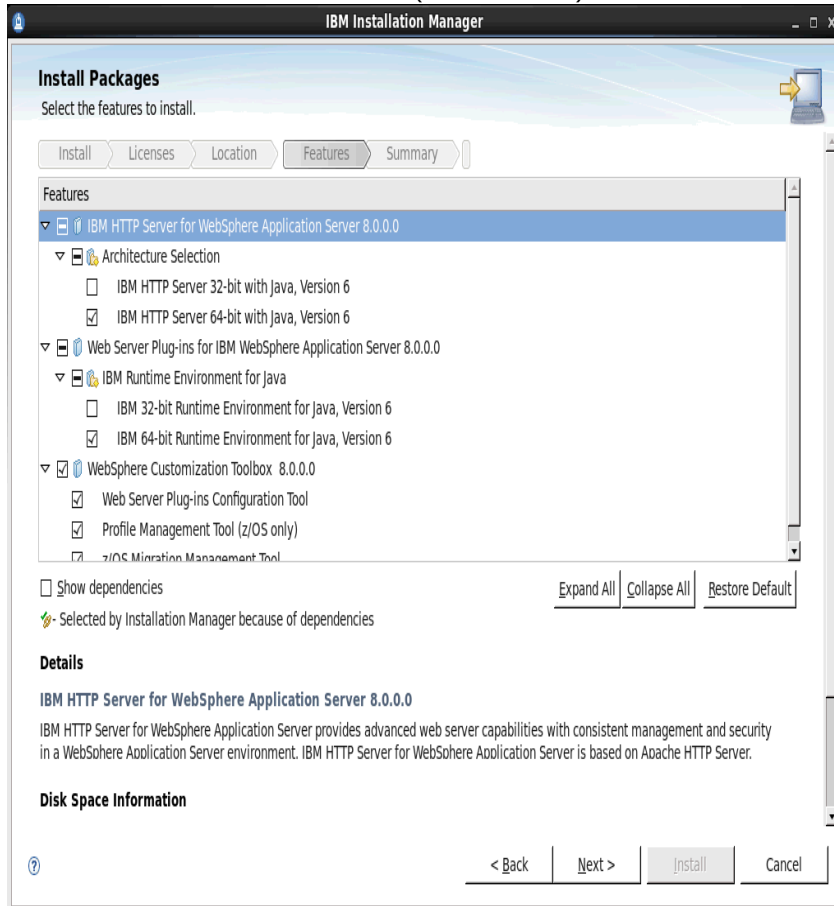 IBM Installation Manager
Install Packages
Select the features to install.
Install Licenses Location Features Summary
Features
IBM HTTP Server for WebSphere Application Server 8.0.0.0
Architecture Selection
IBM HTTP Server 32-bit with Java, Version 6
IBM HTTP Server 64-bit with Java, Version 6
Web Server Plug-ins for IBM WebSphere Application Server 8.0.0.0
IBM Runtime Environment for Java
IBM 32-bit Runtime Environment for Java, Version 6
IBM 64-bit Runtime Environment for Java, Version 6
WebSphere Customization Toolbox 8.0.0.0
Web Server Plug-ins Configuration Tool
Profile Management Tool (z/OS only)
z/OS Migration Management Tool
Show dependencies Expand All Collapse All Restore Default
- Selected by Installation Manager because of dependencies
Details
IBM HTTP Server for WebSphere Application Server 8.0.0.0
IBM HTTP Server for WebSphere Application Server provides advanced web server capabilities with consistent management and security
in a WebSphere Application Server environment. IBM HTTP Server for WebSphere Application Server is based on Apache HTTP Server.
Disk Space Information
? < Back Next > Install Cancel